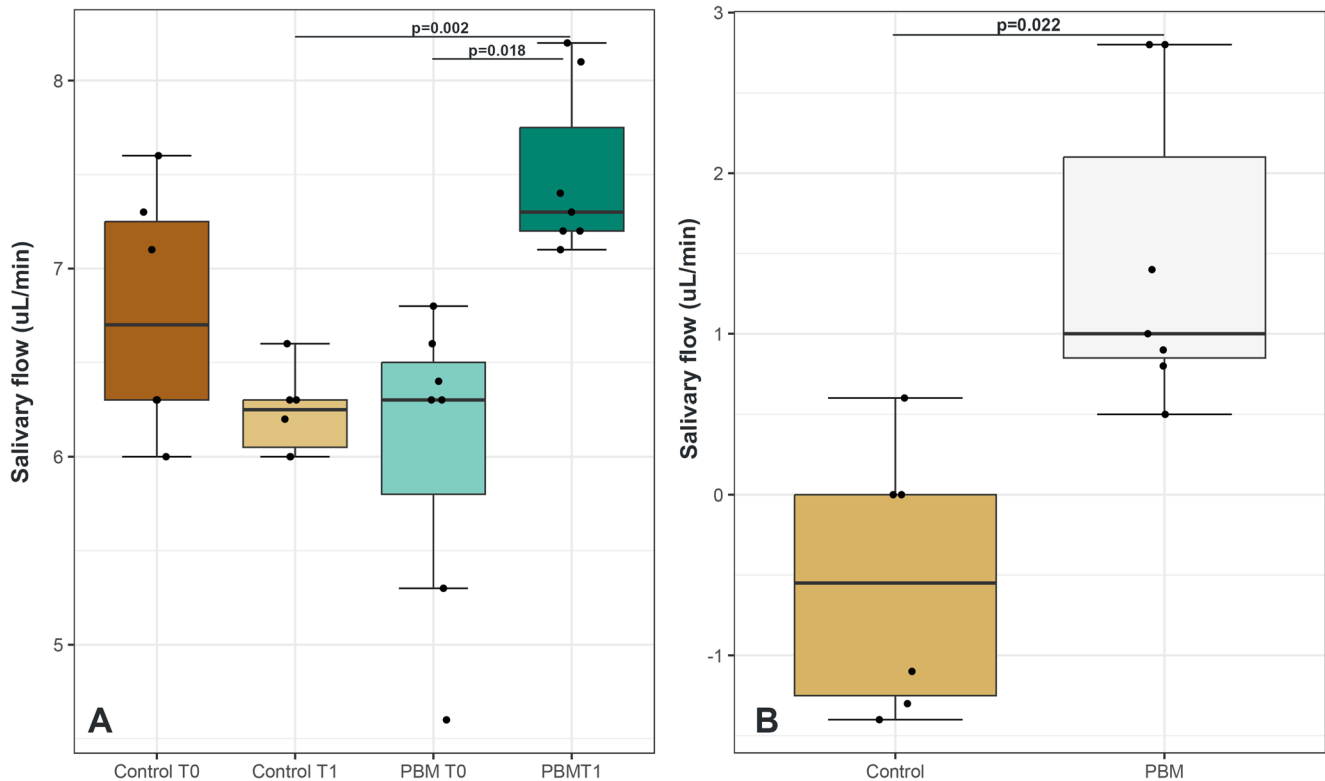 p=0.002
p=0.018
8
7
6
5
Salivary flow (uL/min)
A
Control T0
Control T1
PBM T0
PBMT1
p=0.022
3
2
1
0
-1
Salivary flow (uL/min)
B
Control
PBM